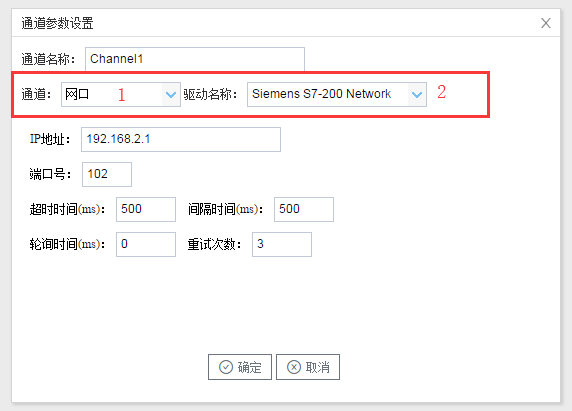 通道参数设置
通道名称: Channel1
通道: 网口 1 驱动名称: Siemens S7-200 Network 2
IP地址: 192.168.2.1
端口号: 102
超时时间(ms): 500 间隔时间(ms): 500
轮询时间(ms): 0 重试次数: 3
确定 取消